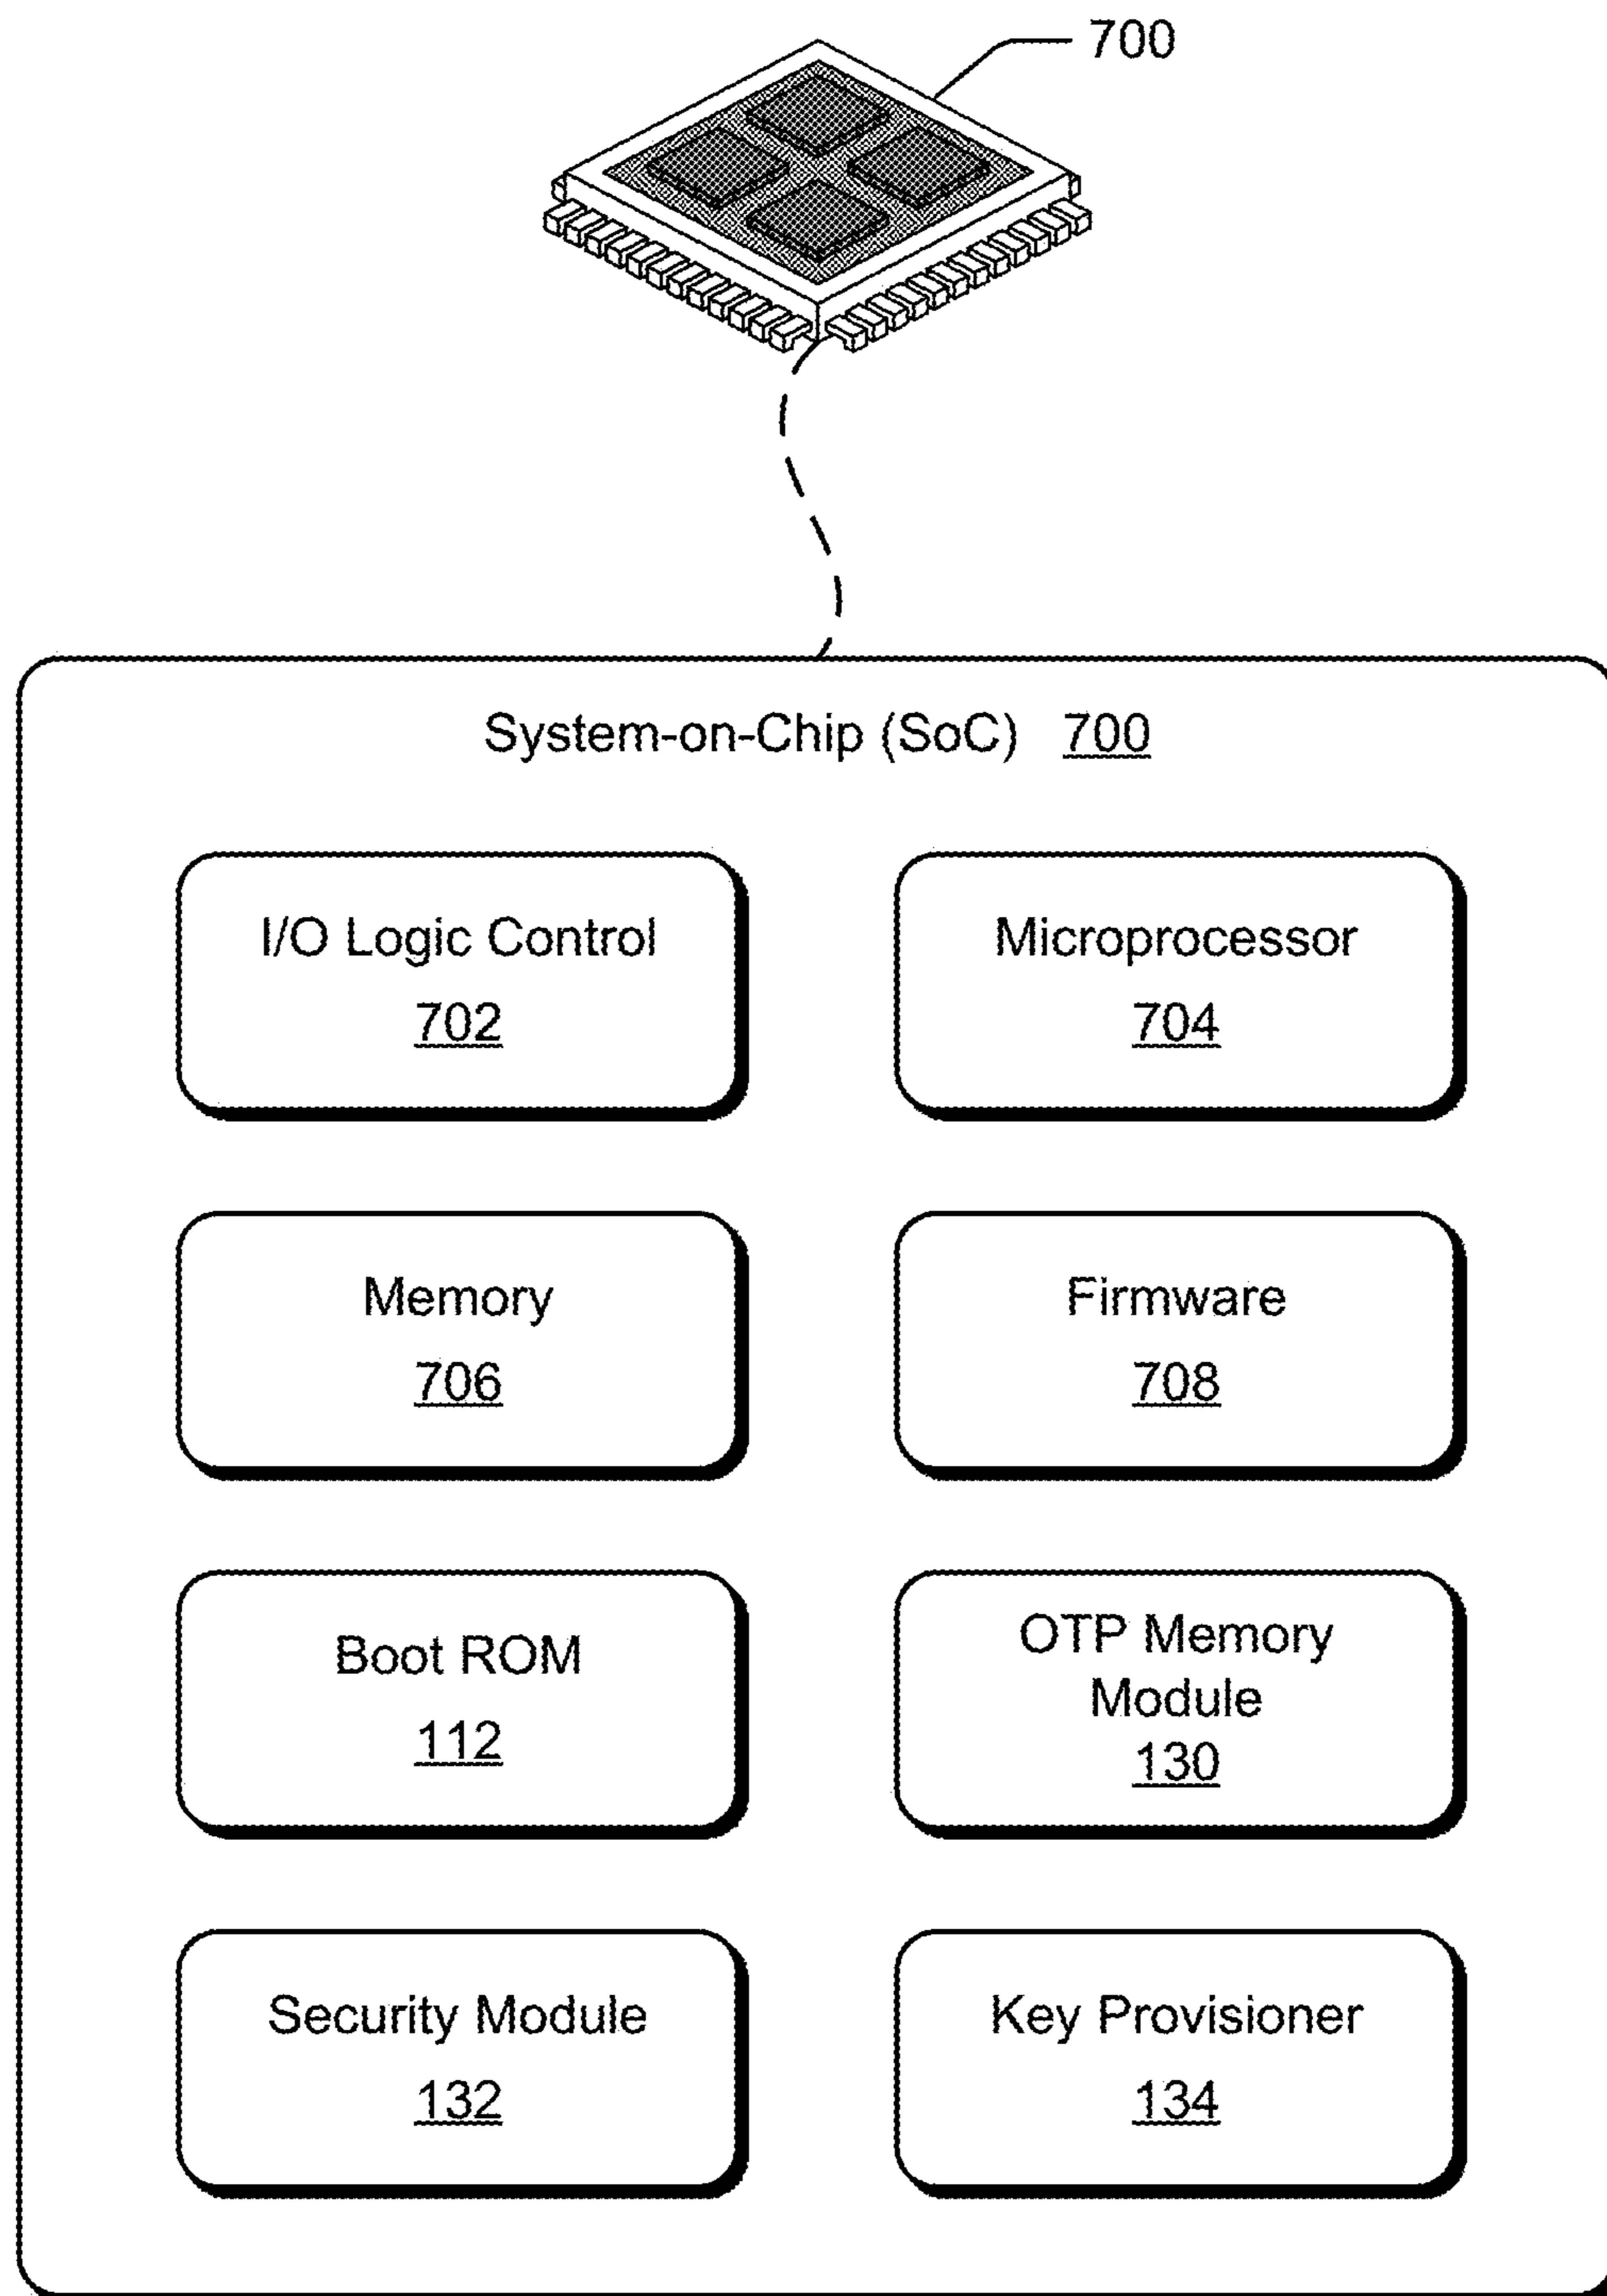 700
System-on-Chip (SoC) 700
I/O Logic Control
702
Microprocessor
704
Memory
706
Firmware
708
Boot ROM
112
OTP Memory
Module
130
Security Module
132
Key Provisioner
134